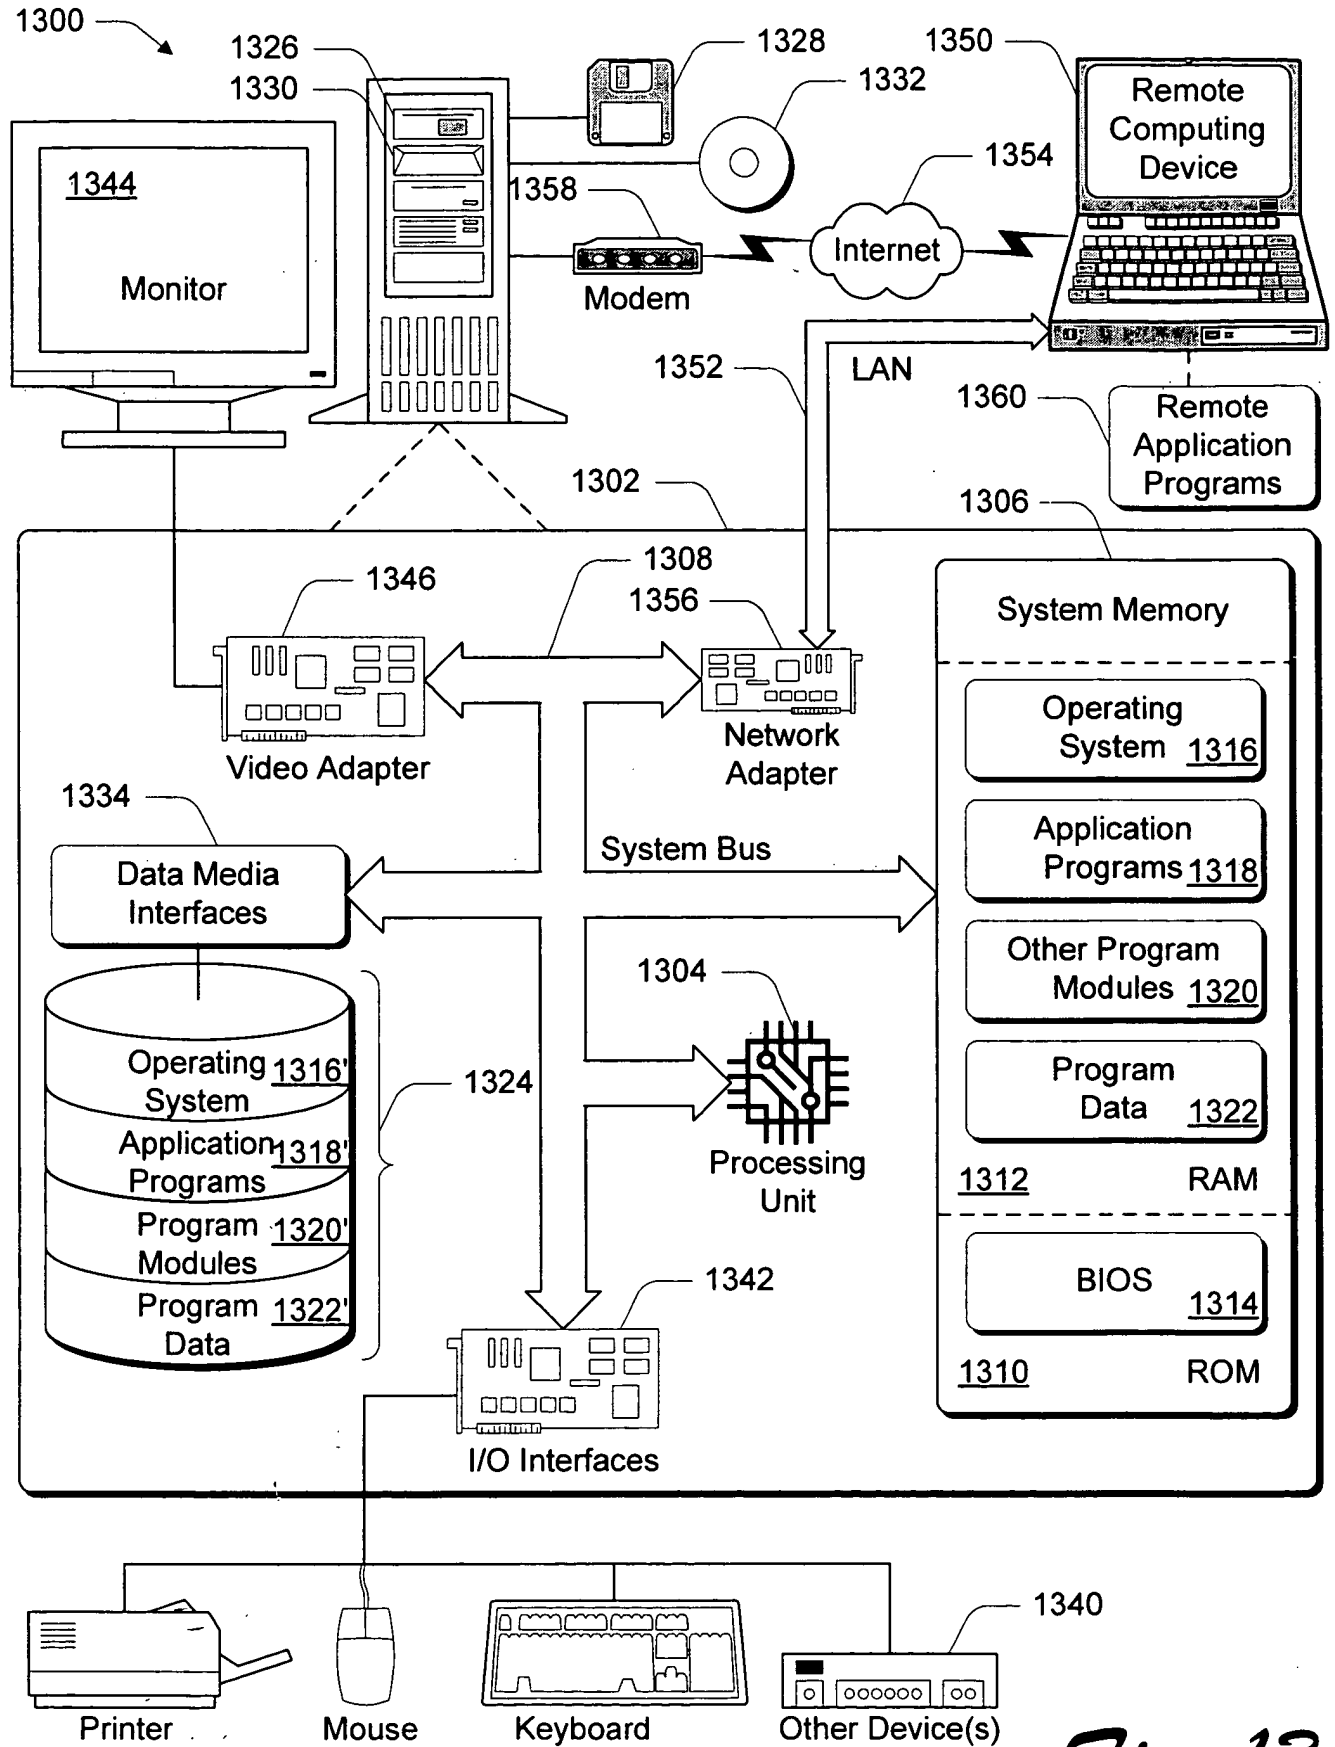 1300
1326
1330
1328
1332
1350
Remote
Computing
Device
1344
Monitor
1358
Modem
1354
Internet
1352
LAN
1360
Remote
Application
Programs
1302
1306
1346
1308
1356
System Memory
Video Adapter
Network
Adapter
Operating
System 1316
1334
Data Media
Interfaces
System Bus
Application
Programs 1318
Other Program
Modules 1320
1304
Processing
Unit
Program
Data 1322
1312 RAM
Operating 1316'
System
Application 1318'
Programs
Program 1320'
Modules
Program 1322'
Data
1324
1342
I/O Interfaces
BIOS
1314
1310 ROM
Printer
Mouse
Keyboard
1340
Other Device(s)